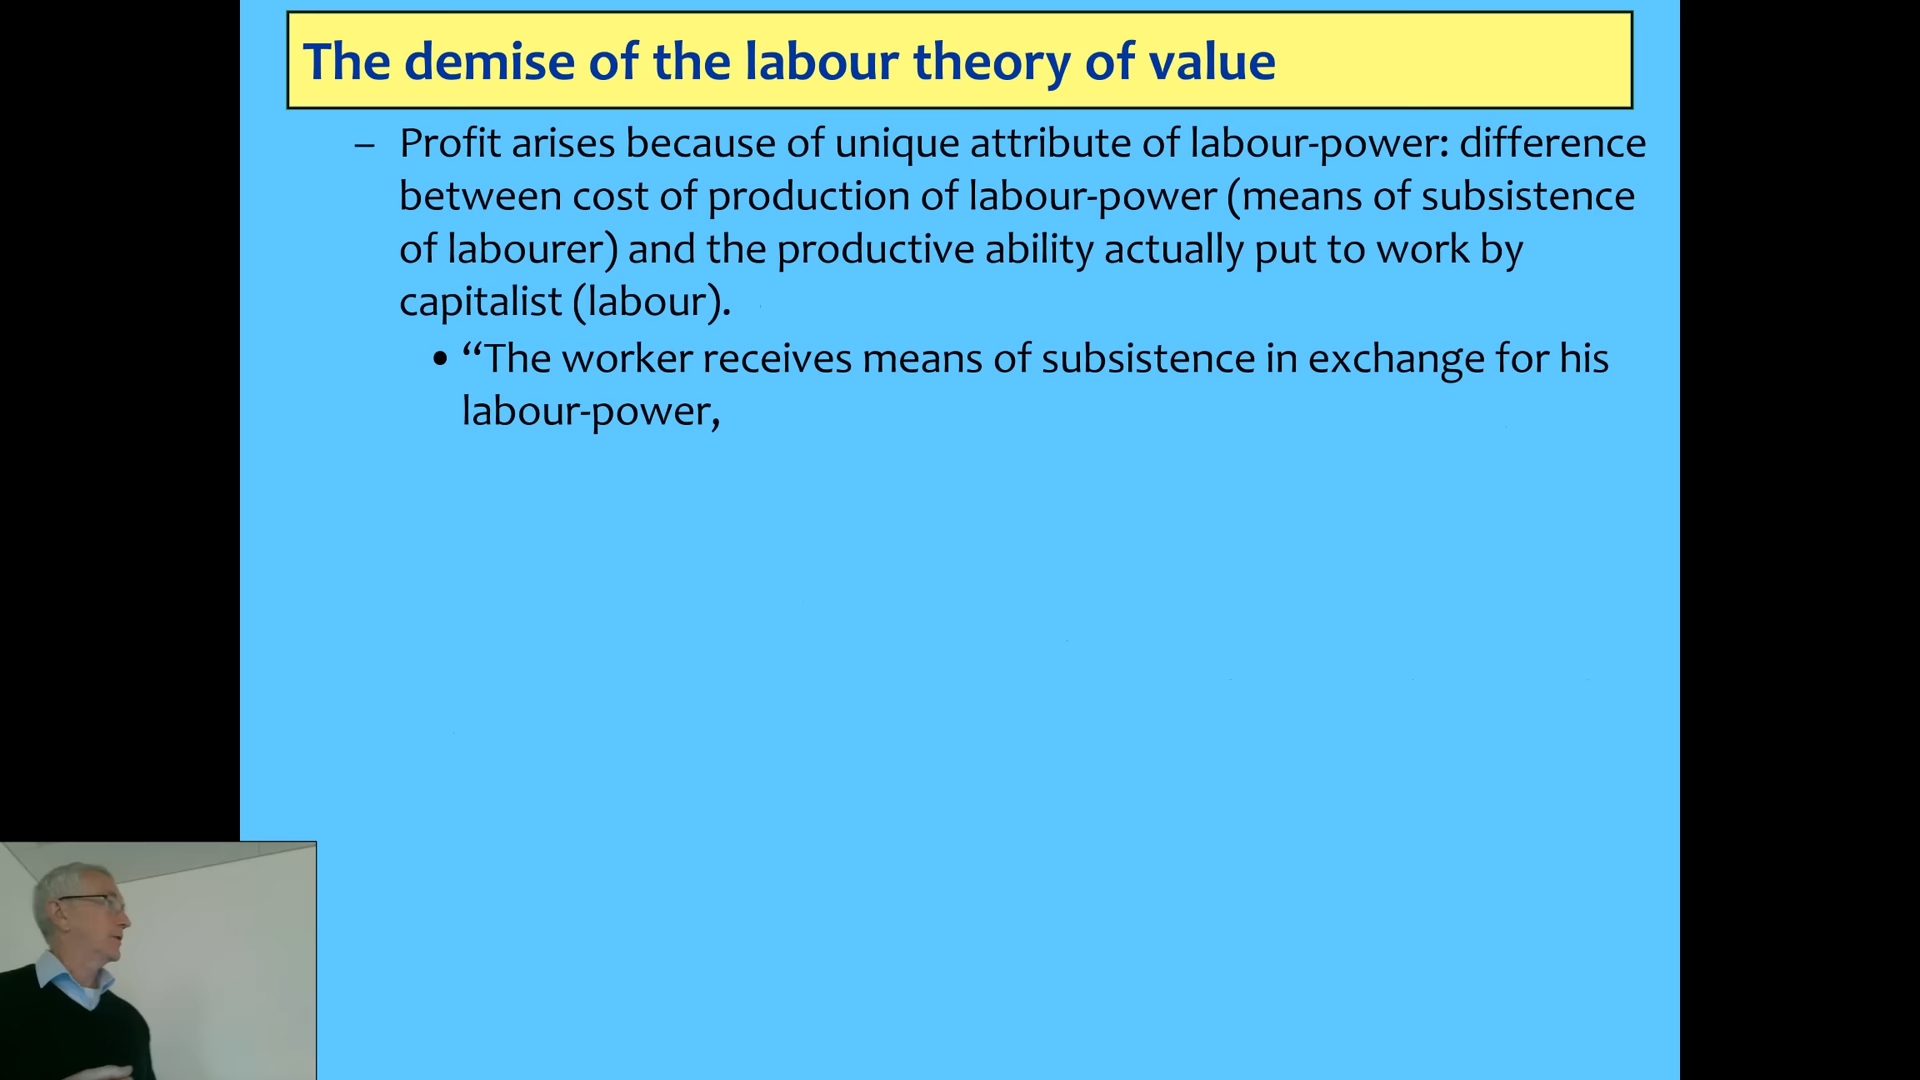 The demise of the labour theory of value
– Profit arises because of unique attribute of labour-power: difference
between cost of production of labour-power (means of subsistence
of labourer) and the productive ability actually put to work by
capitalist (labour).
• “The worker receives means of subsistence in exchange for his
labour-power,